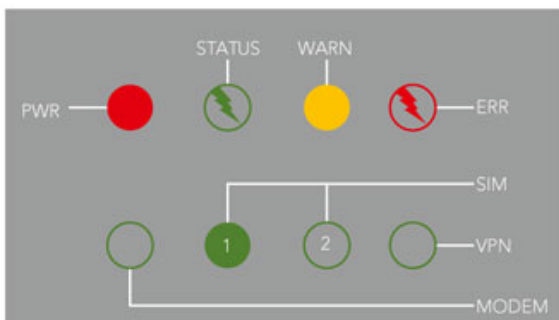 STATUS WARN
PWR ERR
SIM
1 2 VPN
MODEM